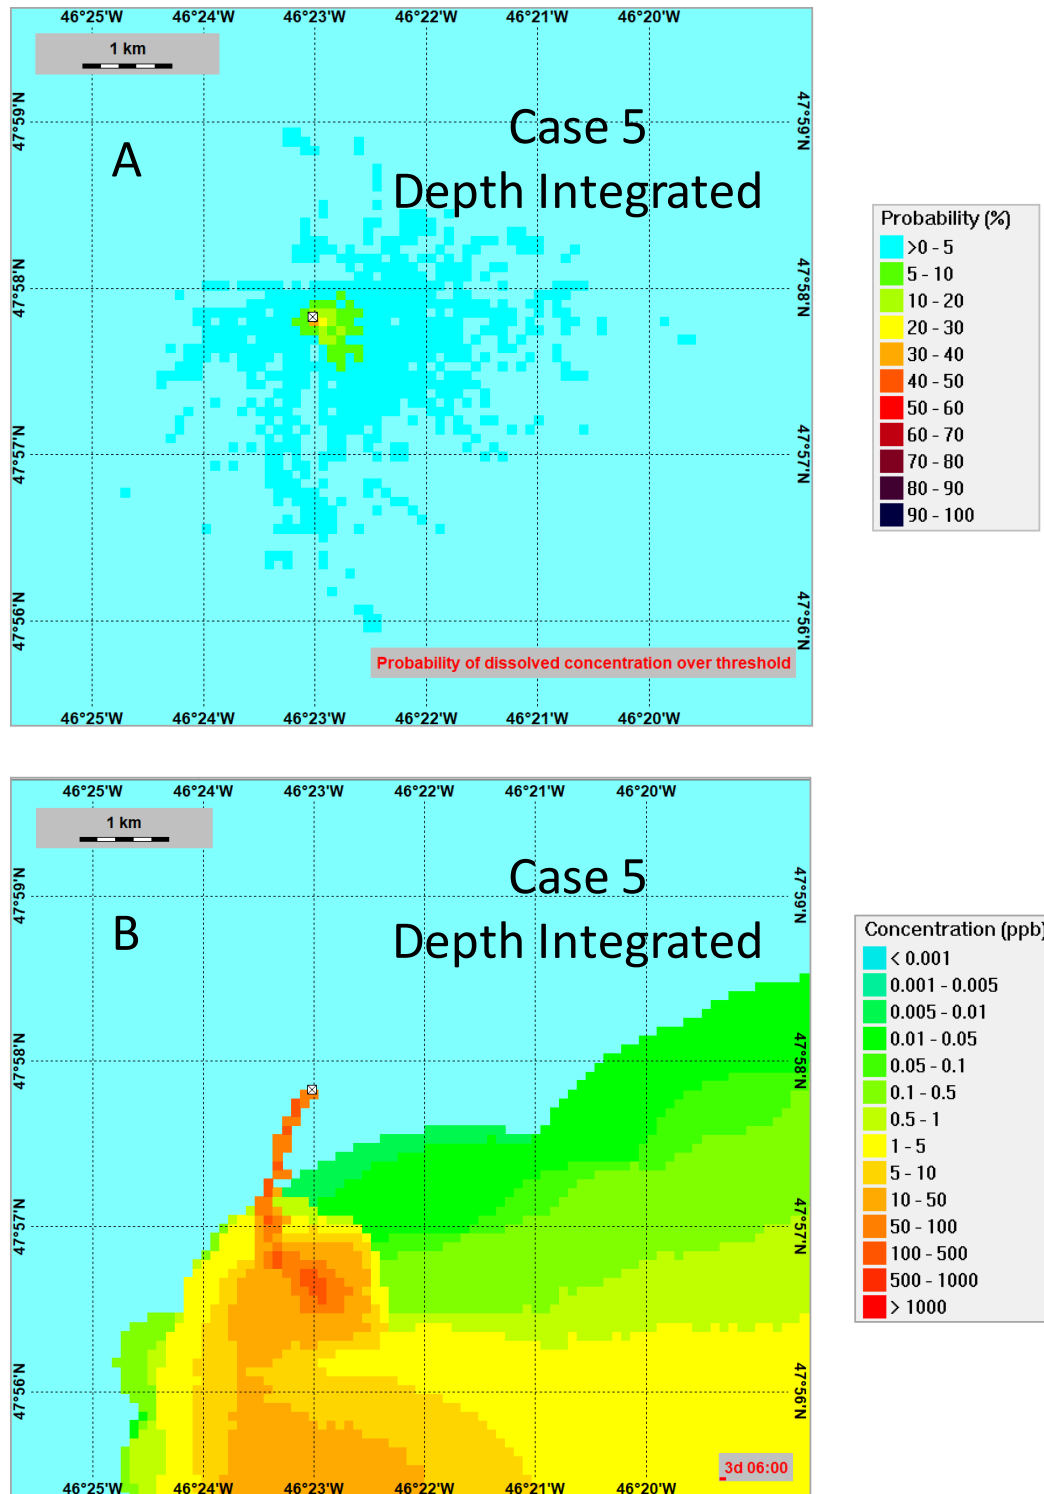 46°25'W 46°24'W 46°23'W 46°22'W 46°21'W 46°20'W
1 km
47°59'N 47°59'N
Case 5
A
Depth Integrated
Probability (%)
>0 - 5
5 - 10
10 - 20
20 - 30
30 - 40
40 - 50
50 - 60
60 - 70
70 - 80
80 - 90
90 - 100
47°58'N 47°58'N
47°57'N 47°57'N
47°56'N 47°56'N
Probability of dissolved concentration over threshold
46°25'W 46°24'W 46°23'W 46°22'W 46°21'W 46°20'W
46°25'W 46°24'W 46°23'W 46°22'W 46°21'W 46°20'W
1 km
47°59'N 47°59'N
Case 5
B
Depth Integrated
Concentration (ppb)
< 0.001
0.001 - 0.005
0.005 - 0.01
0.01 - 0.05
0.05 - 0.1
0.1 - 0.5
0.5 - 1
1 - 5
5 - 10
10 - 50
50 - 100
100 - 500
500 - 1000
> 1000
47°58'N 47°58'N
47°57'N 47°57'N
47°56'N 47°56'N
3d 06:00
46°25'W 46°24'W 46°23'W 46°22'W 46°21'W 46°20'W